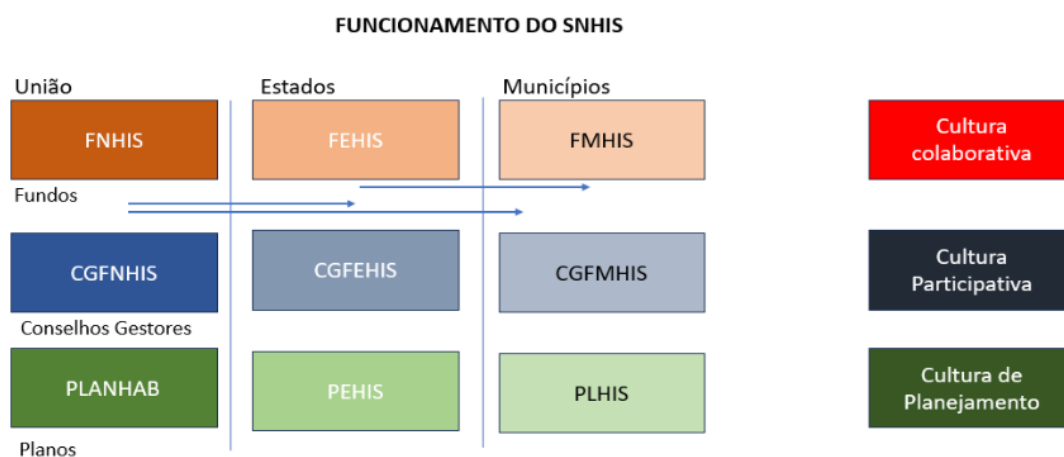 FUNCIONAMENTO DO SNHIS
União
Estados
Municípios
FNHIS
FEHIS
FMHIS
Cultura
colaborativa
Fundos
CGFNHIS
CGFEHIS
CGFMHIS
Cultura
Participativa
Conselhos Gestores
PLANHAB
PEHIS
PLHIS
Cultura de
Planejamento
Planos